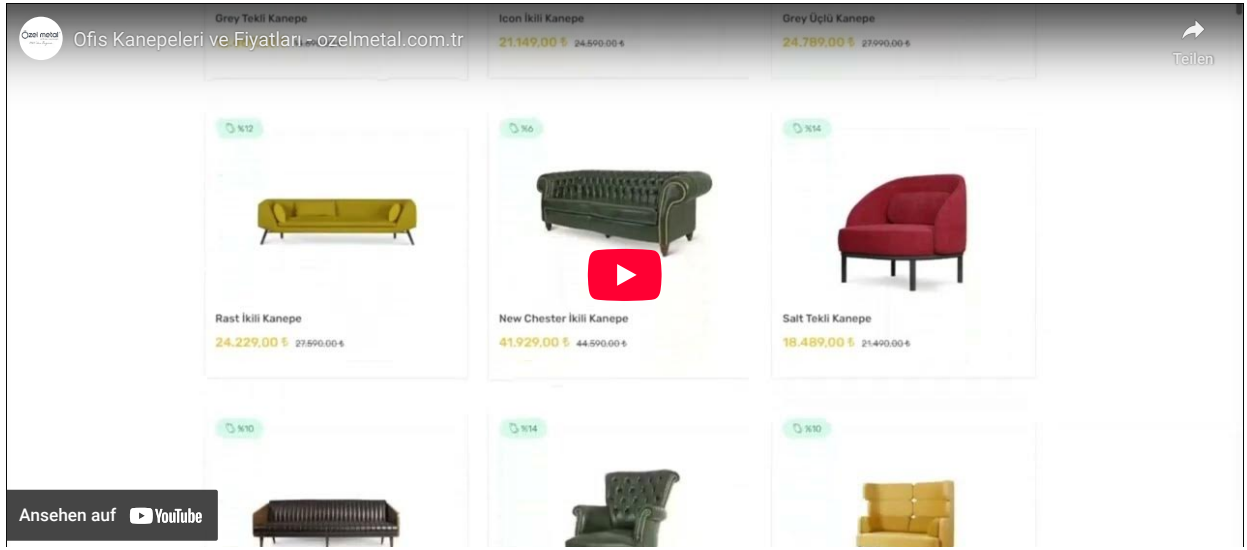 Grey Tekli Kanepe
Icon İkili Kanepe
Grey Üçlü Kanepe
Özel metal
Ofis Kanepeleri ve Fiyatları - ozelmetal.com.tr
21.149,00 ₺ 24.590,00 ₺
24.789,00 ₺ 27.990,00 ₺
Teilen
%12
%6
%14
Rast İkili Kanepe
24.229,00 ₺ 27.590,00 ₺
New Chester İkili Kanepe
41.929,00 ₺ 44.590,00 ₺
Salt Tekli Kanepe
18.489,00 ₺ 21.490,00 ₺
%10
%14
%10
Ansehen auf YouTube